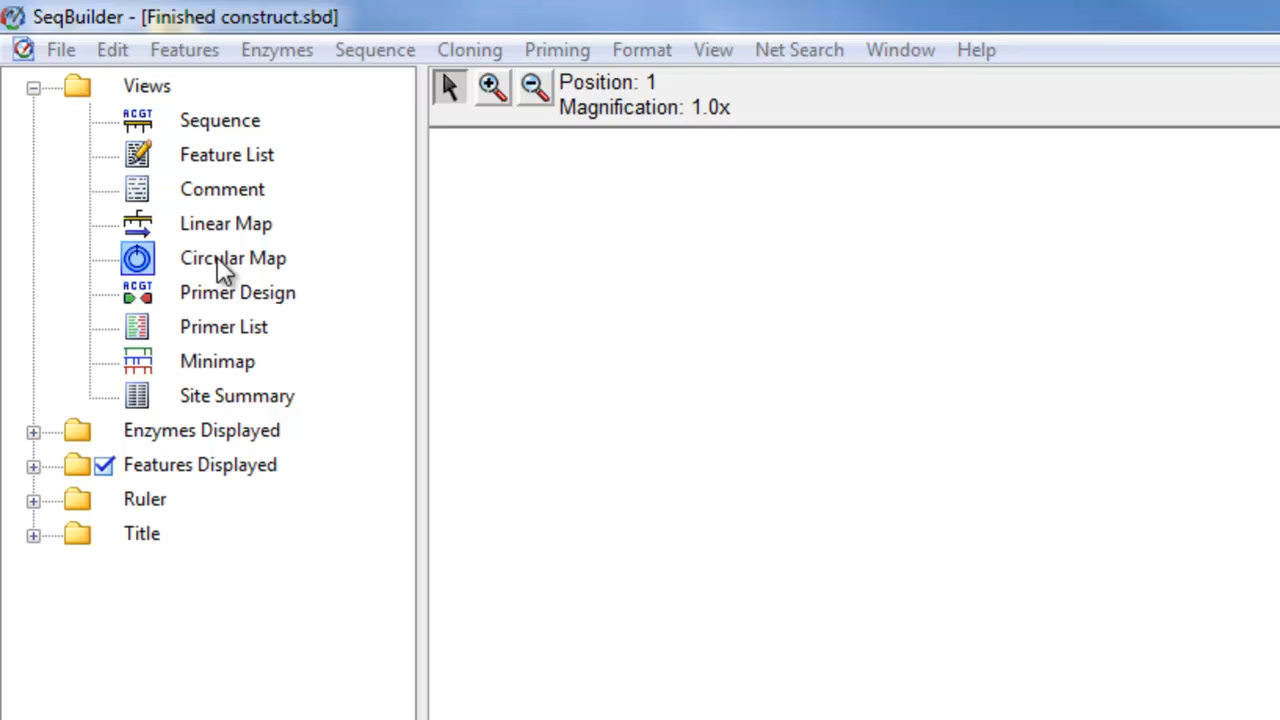 SeqBuilder - [Finished construct.sbd]
File Edit Features Enzymes Sequence Cloning Priming Format View Net Search Window Help
Views
Position: 1
Magnification: 1.0x
ACGT Sequence
Feature List
Comment
Linear Map
Circular Map
ACGT Primer Design
Primer List
Minimap
Site Summary
Enzymes Displayed
Features Displayed
Ruler
Title